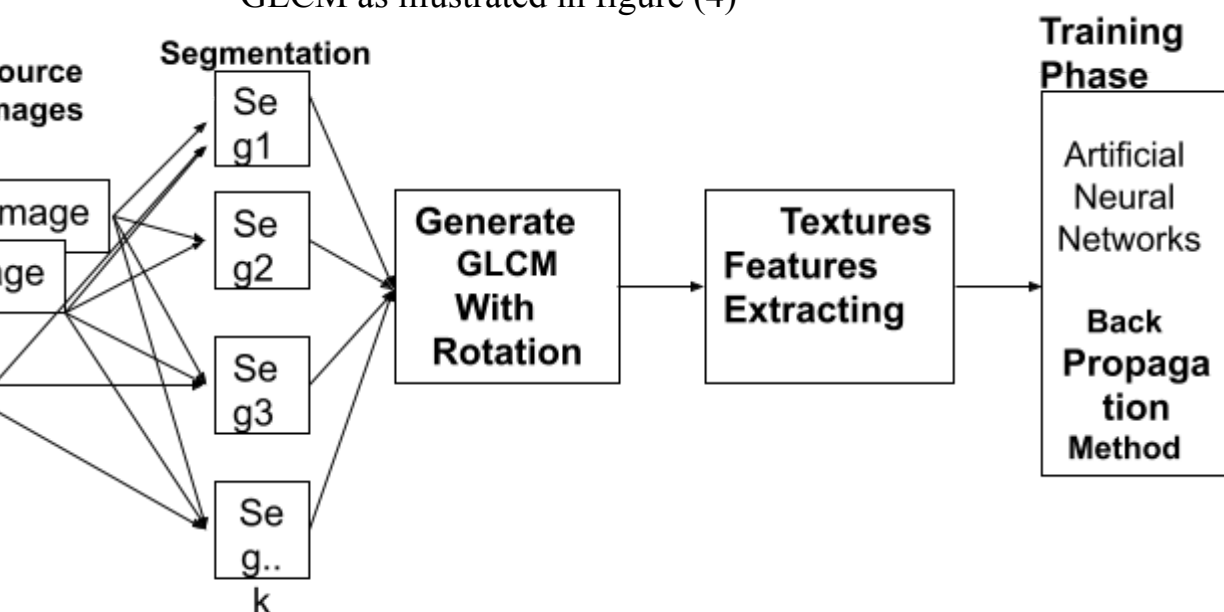 GLCM as illustrated in figure (4)
ource
mages
mage
ge
Segmentation
Se
g1
Se
g2
Se
g3
Se
g..
k
Generate
GLCM
With
Rotation
Textures
Features
Extracting
Training
Phase
Artificial
Neural
Networks
Back
Propaga
tion
Method